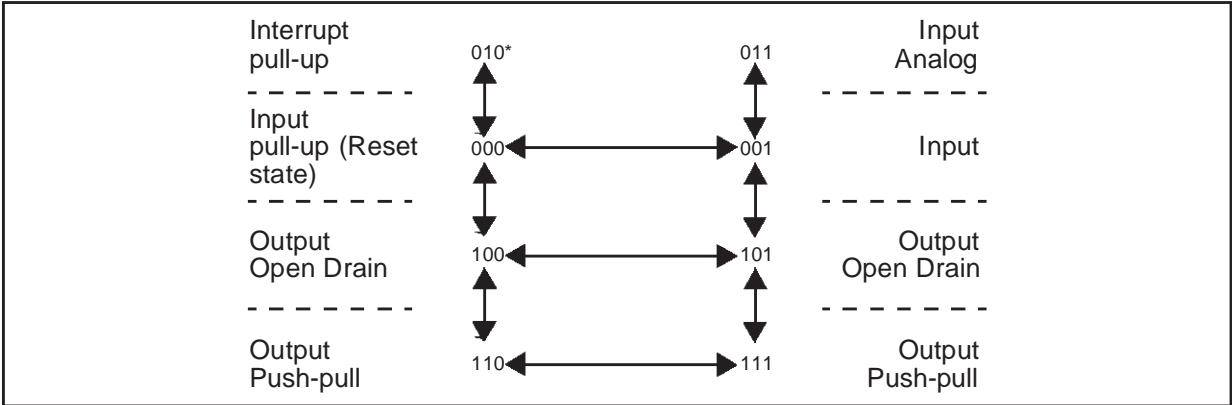 Interrupt
pull-up
010*
011
Input
Analog
Input
pull-up (Reset
state)
000
001
Input
Output
Open Drain
100
101
Output
Open Drain
Output
Push-pull
110
111
Output
Push-pull